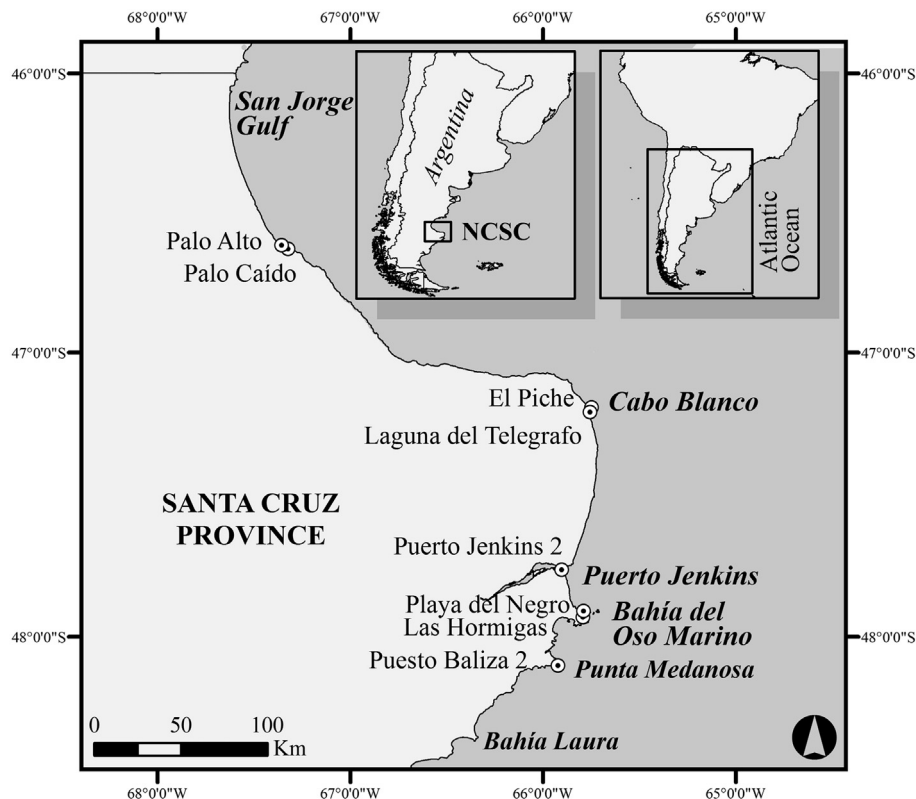 68°0'0"W 67°0'0"W 66°0'0"W 65°0'0"W
46°0'0"S 46°0'0"S
San Jorge
Gulf
Argentina
NCSC
Atlantic
Ocean
Palo Alto
Palo Caído
47°0'0"S 47°0'0"S
El Piche Cabo Blanco
Laguna del Telegrafo
SANTA CRUZ
PROVINCE
Puerto Jenkins 2
Puerto Jenkins
Playa del Negro Bahía del
Las Hormigas Oso Marino
48°0'0"S 48°0'0"S
Puesto Baliza 2 Punta Medanosa
0 50 100
Km
Bahía Laura
68°0'0"W 67°0'0"W 66°0'0"W 65°0'0"W